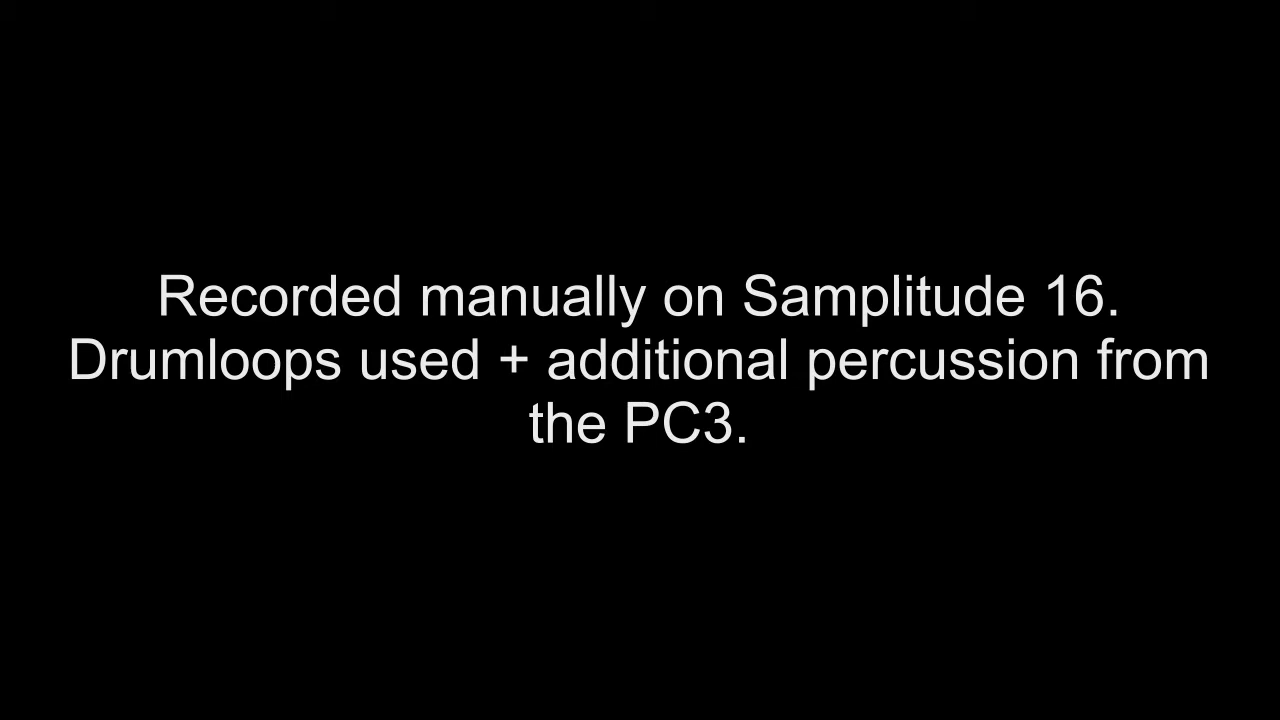 Recorded manually on Samplitude 16.
Drumloops used + additional percussion from
the PC3.